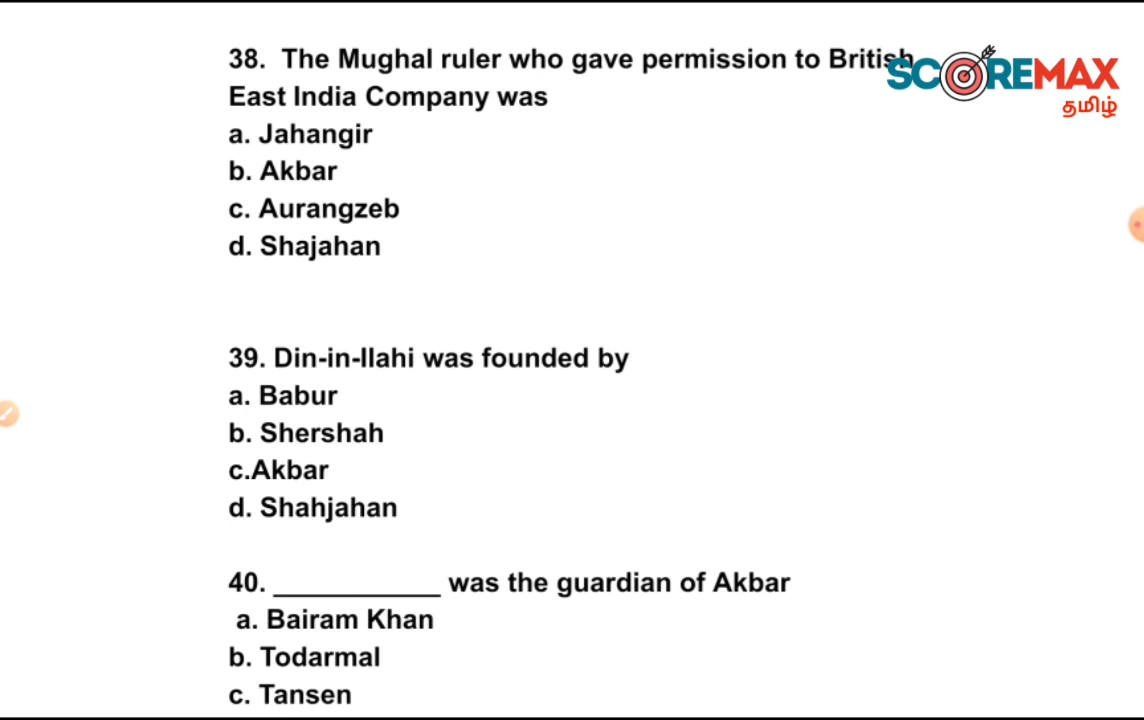 38.  The Mughal ruler who gave permission to British
East India Company was
a. Jahangir
b. Akbar
c. Aurangzeb
d. Shajahan
SCOREMAX
தமிழ்
39. Din-in-Ilahi was founded by
a. Babur
b. Shershah
c.Akbar
d. Shahjahan
40. ___________ was the guardian of Akbar
a. Bairam Khan
b. Todarmal
c. Tansen